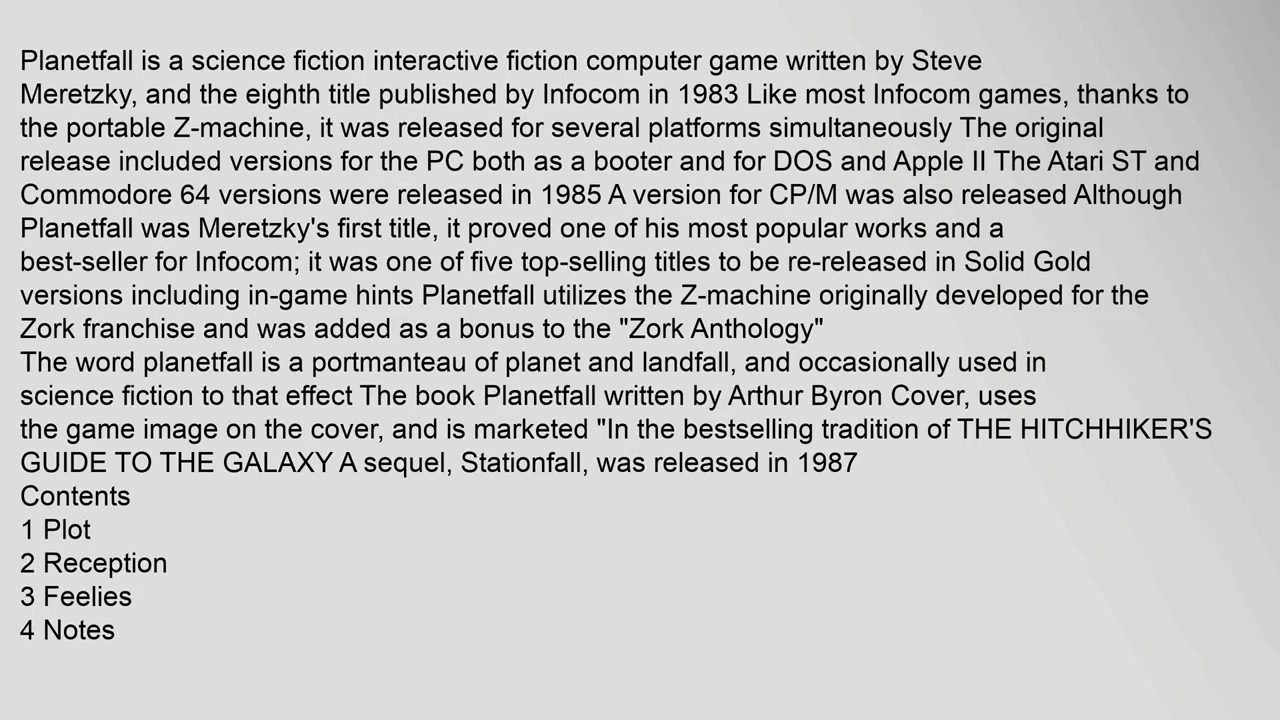 Planetfall is a science fiction interactive fiction computer game written by Steve
Meretzky, and the eighth title published by Infocom in 1983 Like most Infocom games, thanks to
the portable Z-machine, it was released for several platforms simultaneously The original
release included versions for the PC both as a booter and for DOS and Apple II The Atari ST and
Commodore 64 versions were released in 1985 A version for CP/M was also released Although
Planetfall was Meretzky's first title, it proved one of his most popular works and a
best-seller for Infocom; it was one of five top-selling titles to be re-released in Solid Gold
versions including in-game hints Planetfall utilizes the Z-machine originally developed for the
Zork franchise and was added as a bonus to the "Zork Anthology"
The word planetfall is a portmanteau of planet and landfall, and occasionally used in
science fiction to that effect The book Planetfall written by Arthur Byron Cover, uses
the game image on the cover, and is marketed "In the bestselling tradition of THE HITCHHIKER'S
GUIDE TO THE GALAXY A sequel, Stationfall, was released in 1987
Contents
1 Plot
2 Reception
3 Feelies
4 Notes